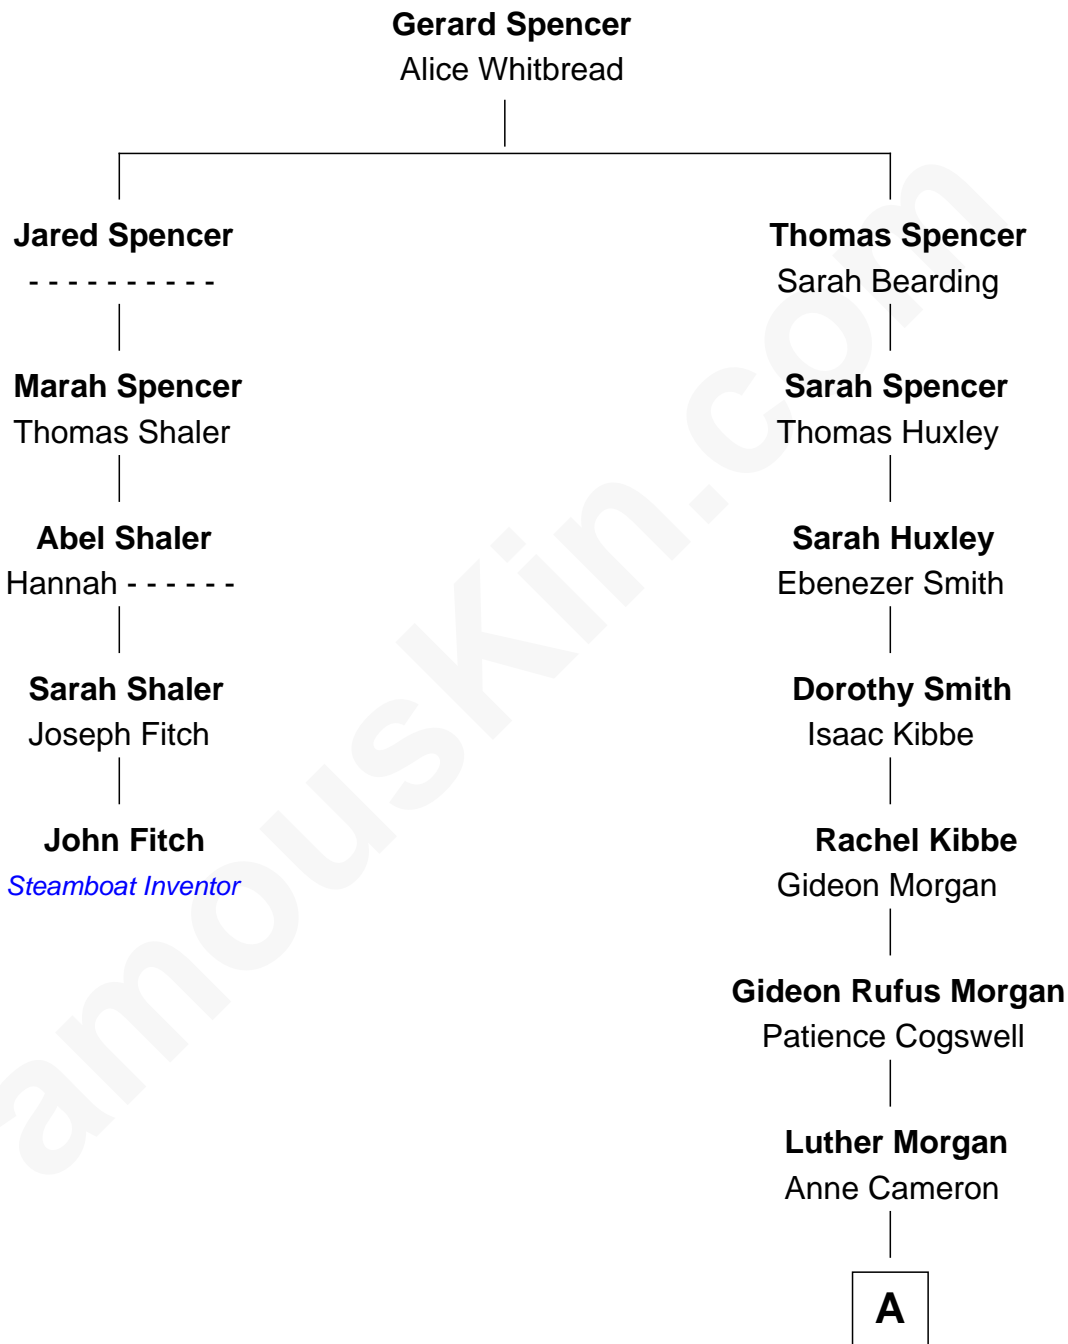 Gerard Spencer
Alice Whitbread
Jared Spencer
- - - - - - - - - -
Marah Spencer
Thomas Shaler
Abel Shaler
Hannah - - - - - -
Sarah Shaler
Joseph Fitch
John Fitch
Steamboat Inventor
Thomas Spencer
Sarah Bearding
Sarah Spencer
Thomas Huxley
Sarah Huxley
Ebenezer Smith
Dorothy Smith
Isaac Kibbe
Rachel Kibbe
Gideon Morgan
Gideon Rufus Morgan
Patience Cogswell
Luther Morgan
Anne Cameron
A
amouskin.com